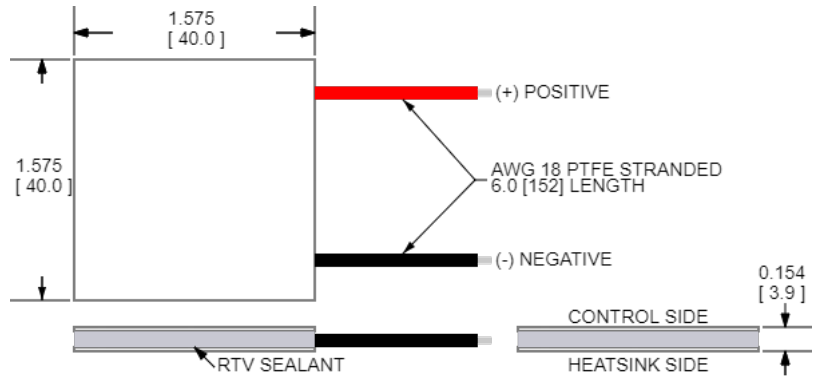 1.575
[ 40.0 ]
(+) POSITIVE
1.575
[ 40.0 ]
AWG 18 PTFE STRANDED
6.0 [152] LENGTH
(-) NEGATIVE
0.154
[ 3.9 ]
CONTROL SIDE
RTV SEALANT
HEATSINK SIDE